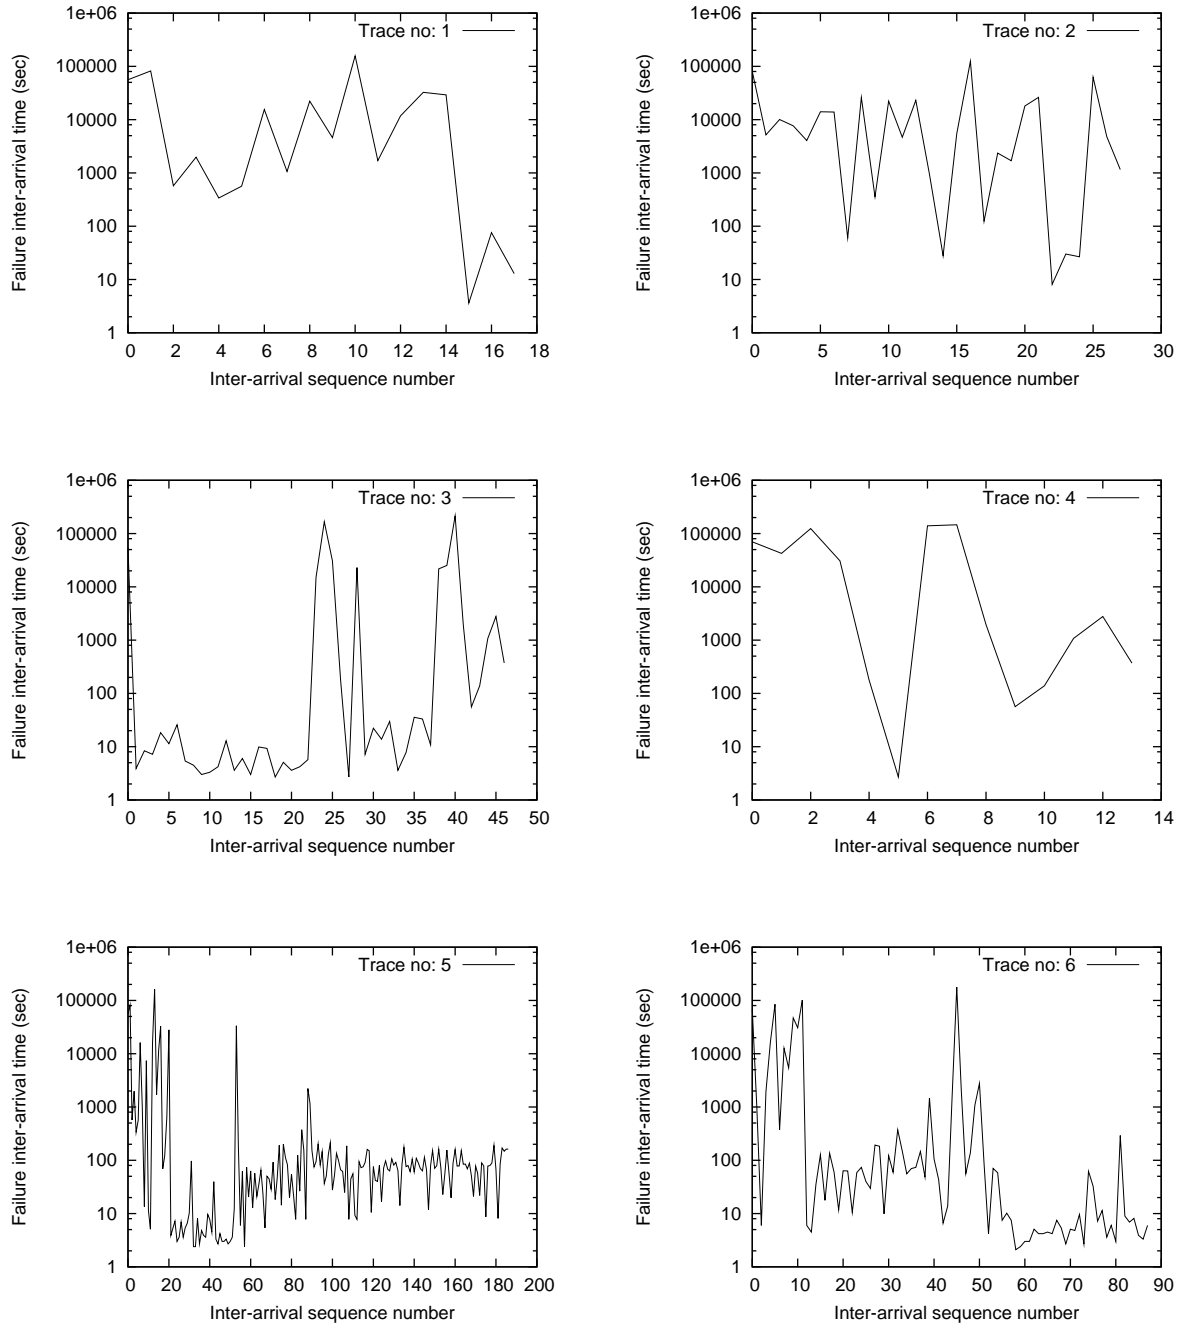 Trace no: 1
Failure inter-arrival time (sec)
1e+06
100000
10000
1000
100
10
1
0 2 4 6 8 10 12 14 16 18
Inter-arrival sequence number
Trace no: 2
Failure inter-arrival time (sec)
1e+06
100000
10000
1000
100
10
1
0 5 10 15 20 25 30
Inter-arrival sequence number
Trace no: 3
Failure inter-arrival time (sec)
1e+06
100000
10000
1000
100
10
1
0 5 10 15 20 25 30 35 40 45 50
Inter-arrival sequence number
Trace no: 4
Failure inter-arrival time (sec)
1e+06
100000
10000
1000
100
10
1
0 2 4 6 8 10 12 14
Inter-arrival sequence number
Trace no: 5
Failure inter-arrival time (sec)
1e+06
100000
10000
1000
100
10
1
0 20 40 60 80 100 120 140 160 180 200
Inter-arrival sequence number
Trace no: 6
Failure inter-arrival time (sec)
1e+06
100000
10000
1000
100
10
1
0 10 20 30 40 50 60 70 80 90
Inter-arrival sequence number